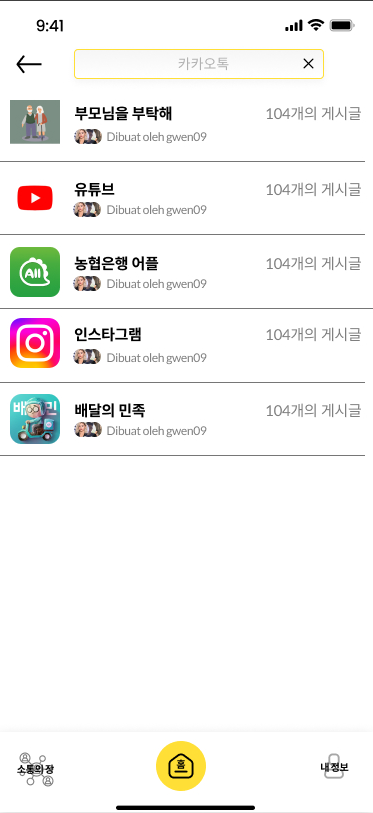 9:41
카카오톡
부모님을 부탁해
104개의 게시글
Dibuat oleh gwen09
유튜브
104개의 게시글
Dibuat oleh gwen09
All
농협은행 어플
104개의 게시글
Dibuat oleh gwen09
인스타그램
104개의 게시글
Dibuat oleh gwen09
배달의 민족
104개의 게시글
Dibuat oleh gwen09
소통의 장
홈
내 정보